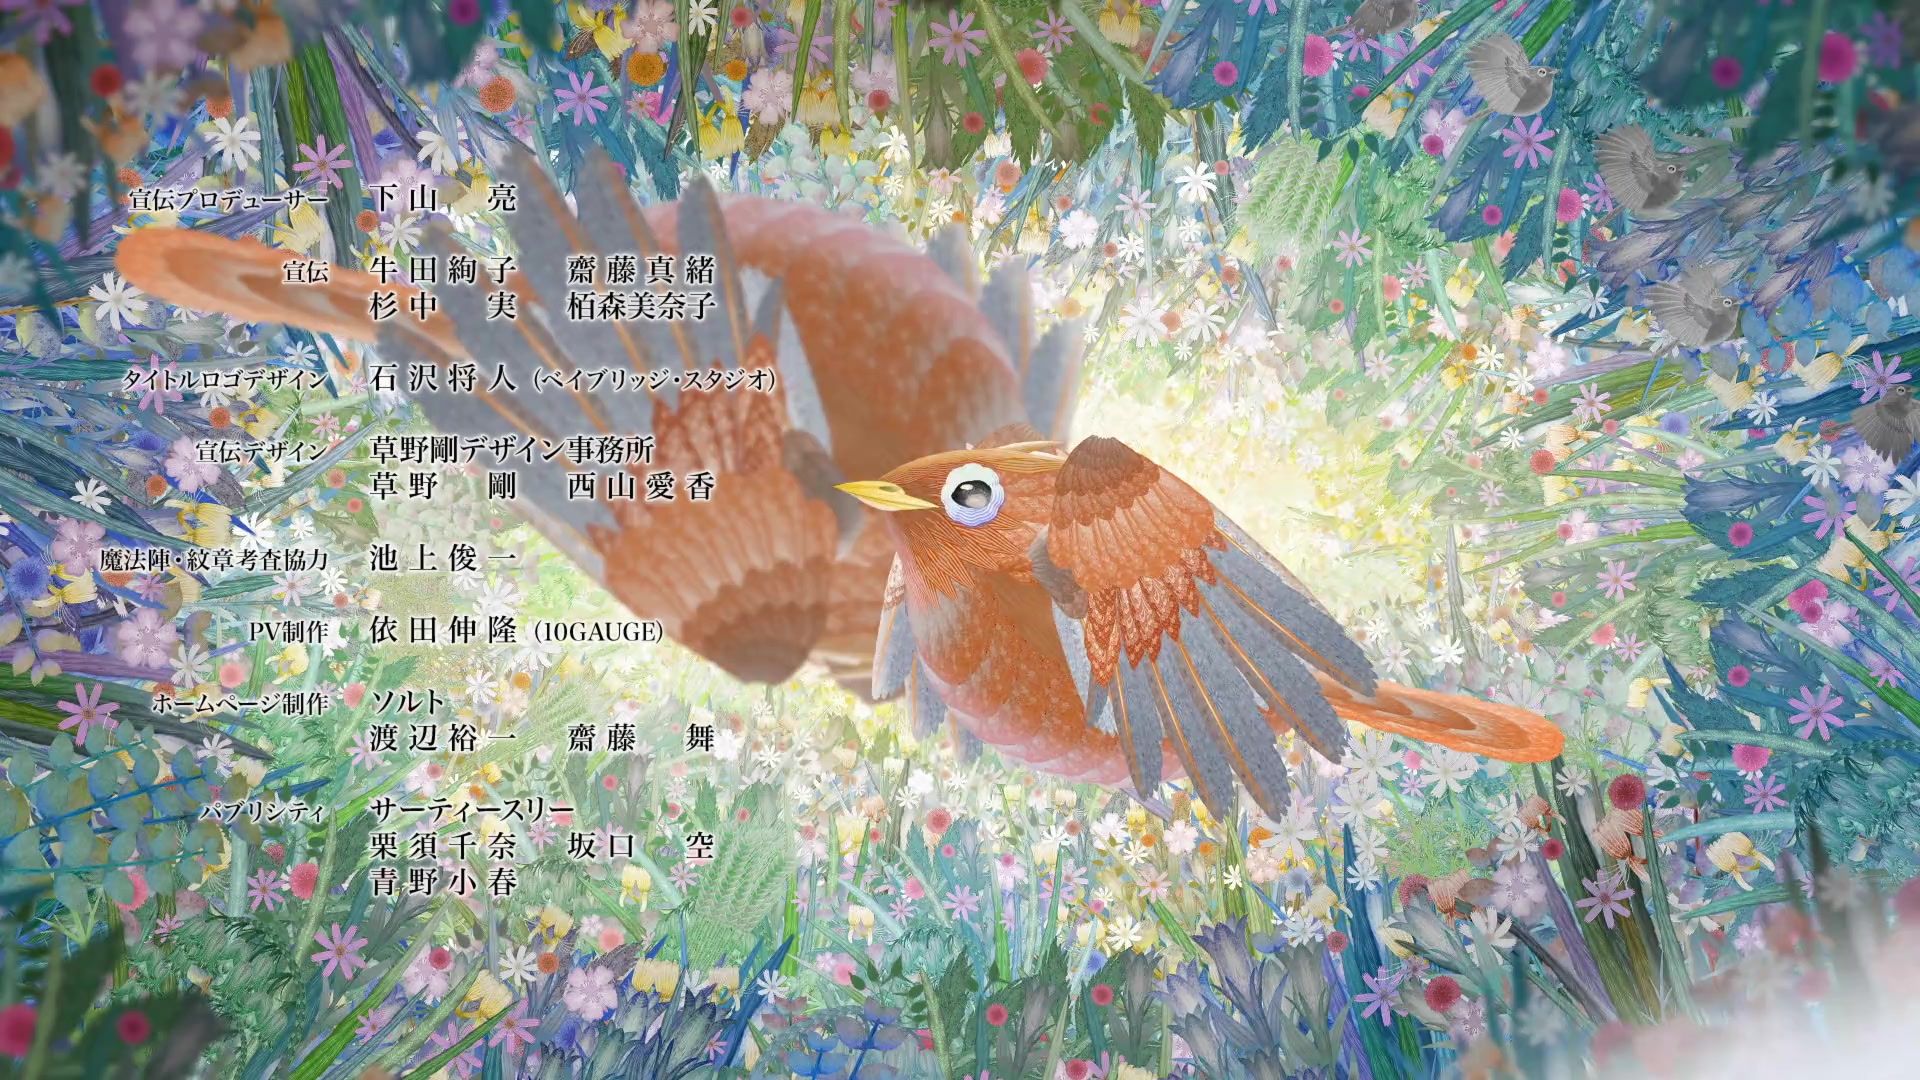 宣伝プロデューサー 下山 亮
宣伝 牛田絢子 齋藤真緒
杉中 実 栢森美奈子
タイトルロゴデザイン 石沢将人（ベイブリッジ・スタジオ）
宣伝デザイン 草野剛デザイン事務所
草野 剛 西山愛香
魔法陣・紋章考査協力 池上俊一
PV制作 依田伸隆（10GAUGE）
ホームページ制作 ソルト
渡辺裕一 齋藤 舞
パブリシティ サーティースリー
栗須千奈 坂口 空
青野小春